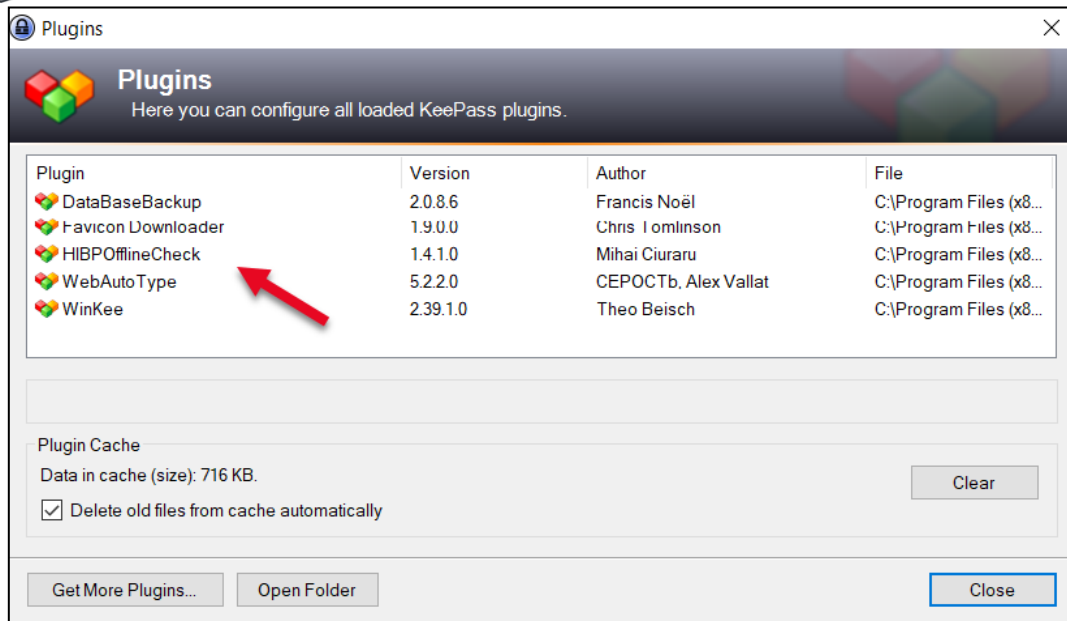 Plugins
Plugins
Here you can configure all loaded KeePass plugins.
Plugin Version Author File
DataBaseBackup 2.0.8.6 Francis Noël C:\Program Files (x8...
Favicon Downloader 1.9.0.0 Chris Tomlinson C:\Program Files (x8...
HIBPOfflineCheck 1.4.1.0 Mihai Ciuraru C:\Program Files (x8...
WebAutoType 5.2.2.0 CEPOCTb, Alex Vallat C:\Program Files (x8...
WinKee 2.39.1.0 Theo Beisch C:\Program Files (x8...
Plugin Cache
Data in cache (size): 716 KB.
Clear
Delete old files from cache automatically
Get More Plugins... Open Folder Close